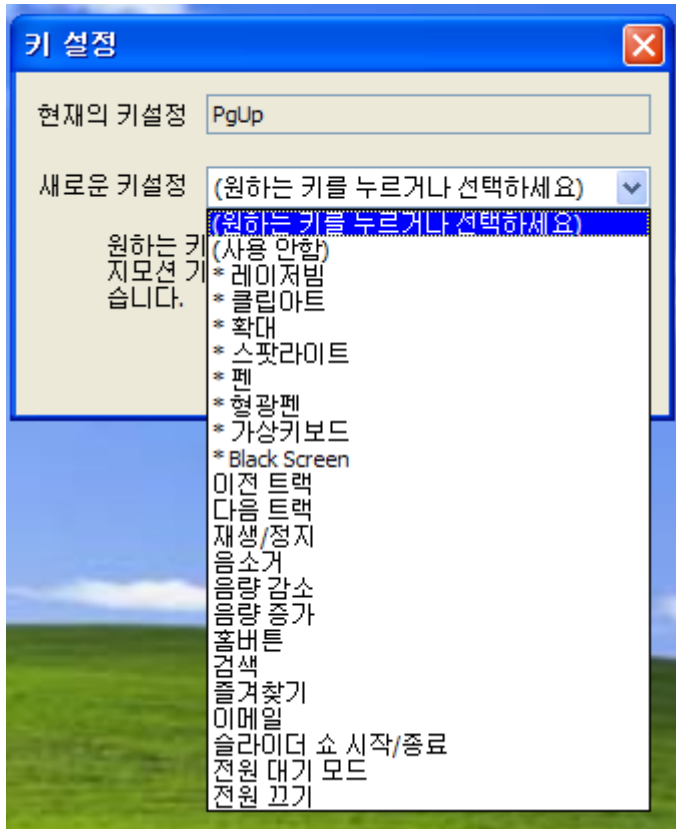 키 설정
현재의 키설정 PgUp
새로운 키설정 (원하는 키를 누르거나 선택하세요)
(원하는 키를 누르거나 선택하세요)
원하는 키
지모션 기
습니다.
(사용 안함)
* 레이저빔
* 클립아트
* 확대
* 스팟라이트
* 펜
* 형광펜
* 가상키보드
* Black Screen
이전 트랙
다음 트랙
재생/정지
음소거
음량 감소
음량 증가
홈버튼
검색
즐겨찾기
이메일
슬라이더 쇼 시작/종료
전원 대기 모드
전원 끄기